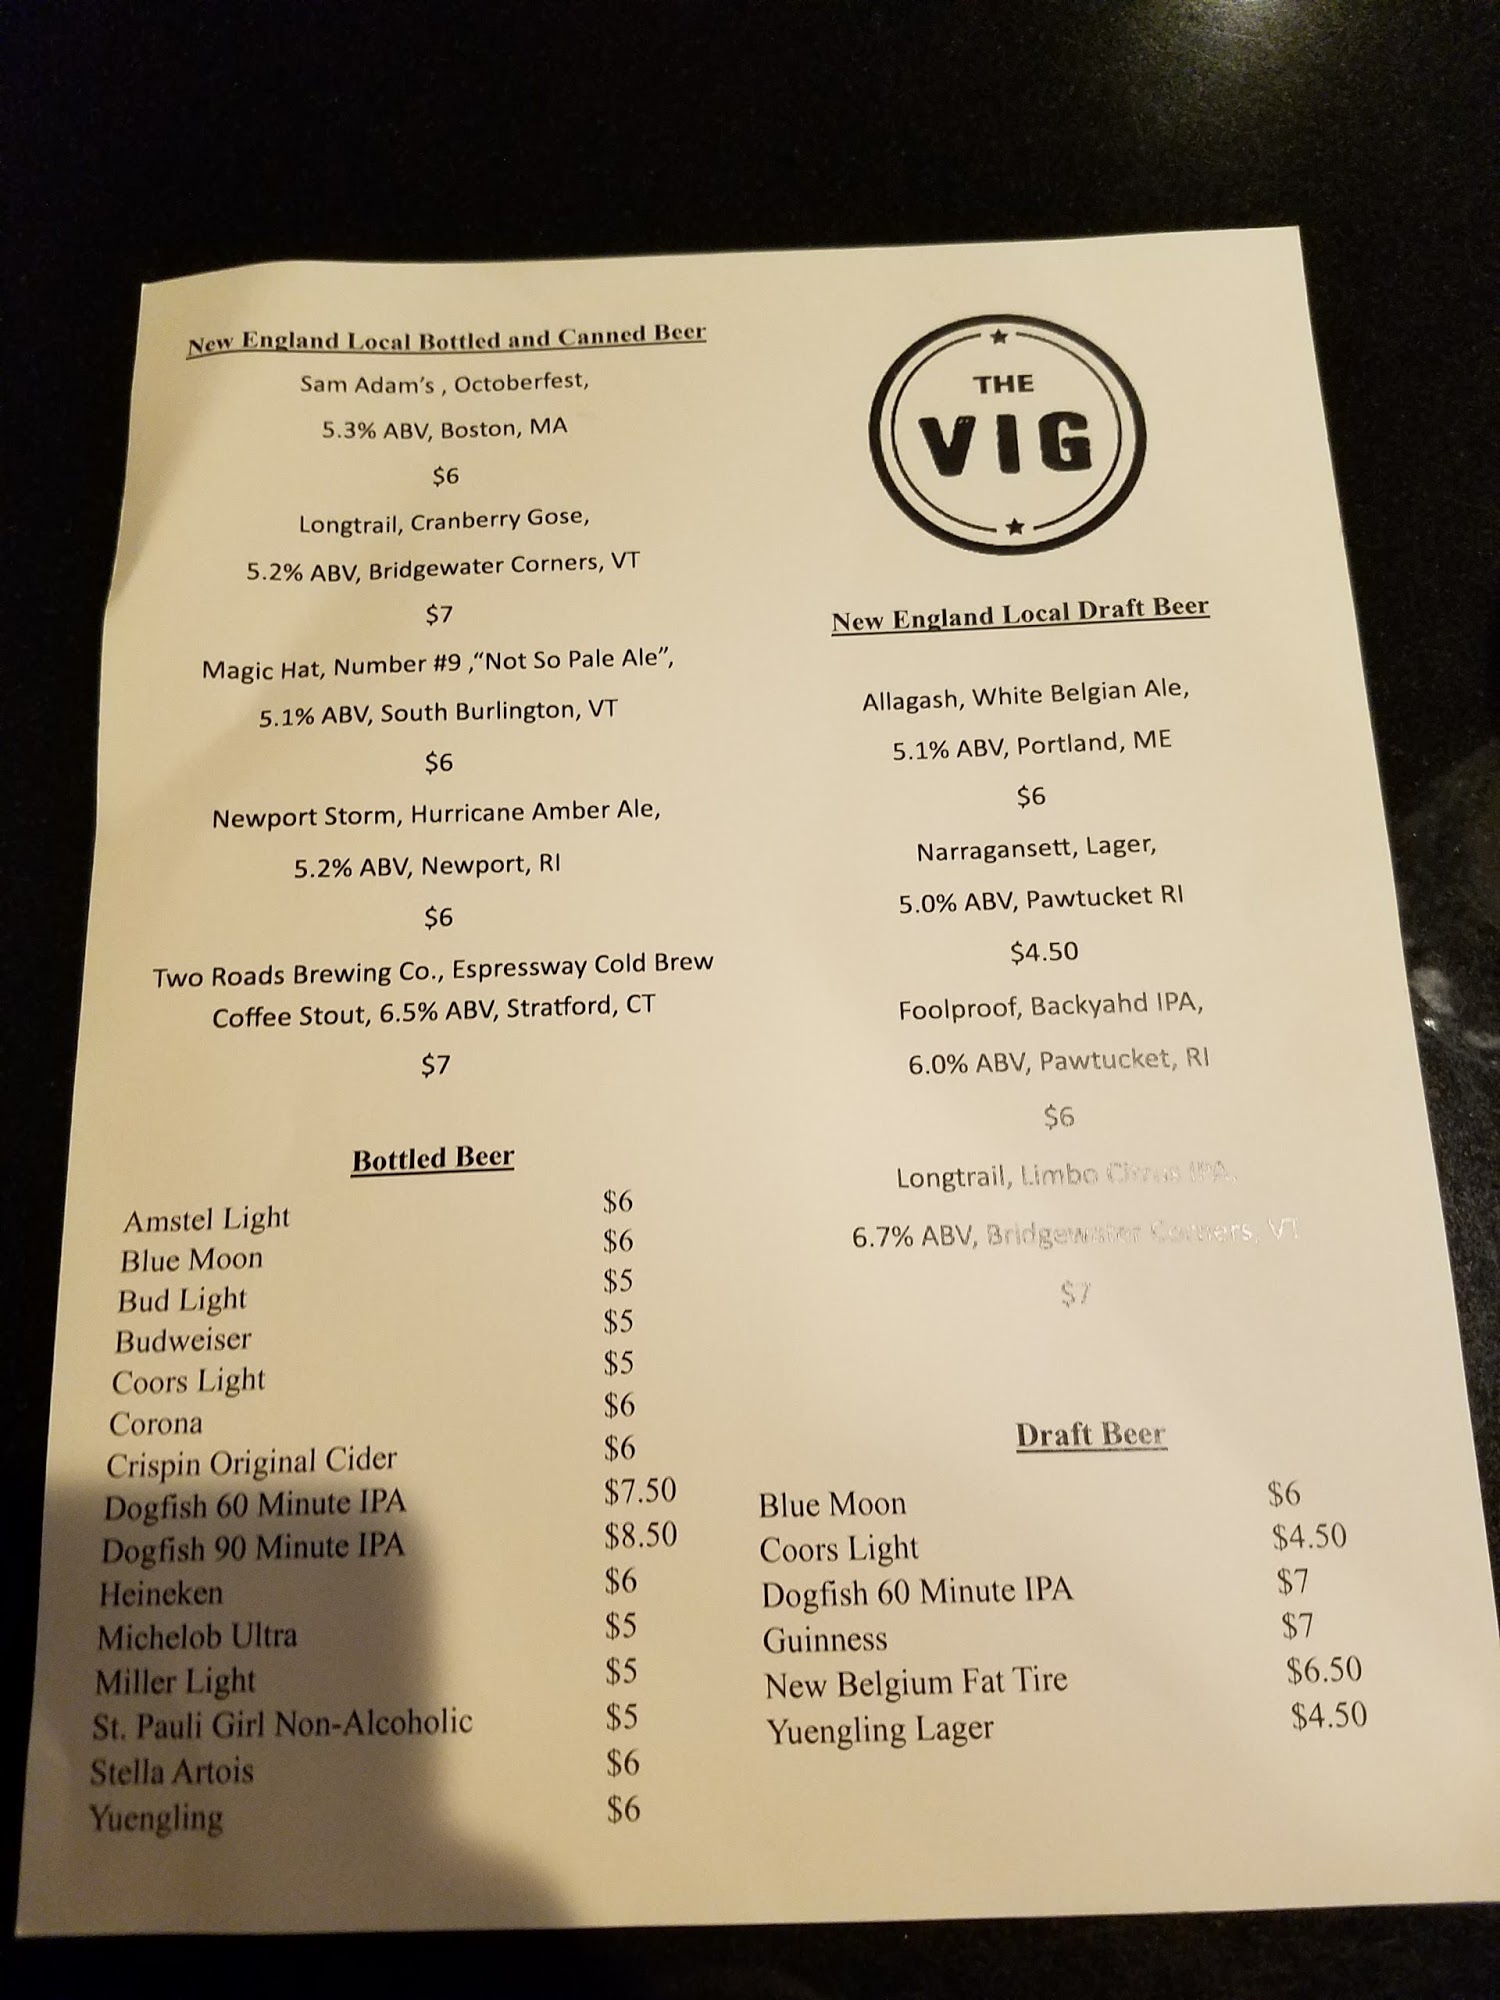 New England Local Bottled and Canned Beer
Sam Adam's , Octoberfest,
5.3% ABV, Boston, MA
$6
Longtrail, Cranberry Gose,
5.2% ABV, Bridgewater Corners, VT
$7
Magic Hat, Number #9 ,"Not So Pale Ale",
5.1% ABV, South Burlington, VT
$6
Newport Storm, Hurricane Amber Ale,
5.2% ABV, Newport, RI
$6
Two Roads Brewing Co., Espressway Cold Brew
Coffee Stout, 6.5% ABV, Stratford, CT
$7
Bottled Beer
Amstel Light $6
Blue Moon $6
Bud Light $5
Budweiser $5
Coors Light $5
Corona $6
Crispin Original Cider $6
Dogfish 60 Minute IPA $7.50
Dogfish 90 Minute IPA $8.50
Heineken $6
Michelob Ultra $5
Miller Light $5
St. Pauli Girl Non-Alcoholic $5
Stella Artois $6
Yuengling $6
THE
VIG
New England Local Draft Beer
Allagash, White Belgian Ale,
5.1% ABV, Portland, ME
$6
Narragansett, Lager,
5.0% ABV, Pawtucket RI
$4.50
Foolproof, Backyahd IPA,
6.0% ABV, Pawtucket, RI
$6
Longtrail, Limbo IPA,
6.7% ABV, Bridgewater Corners, VT
$7
Draft Beer
Blue Moon $6
Coors Light $4.50
Dogfish 60 Minute IPA $7
Guinness $7
New Belgium Fat Tire $6.50
Yuengling Lager $4.50